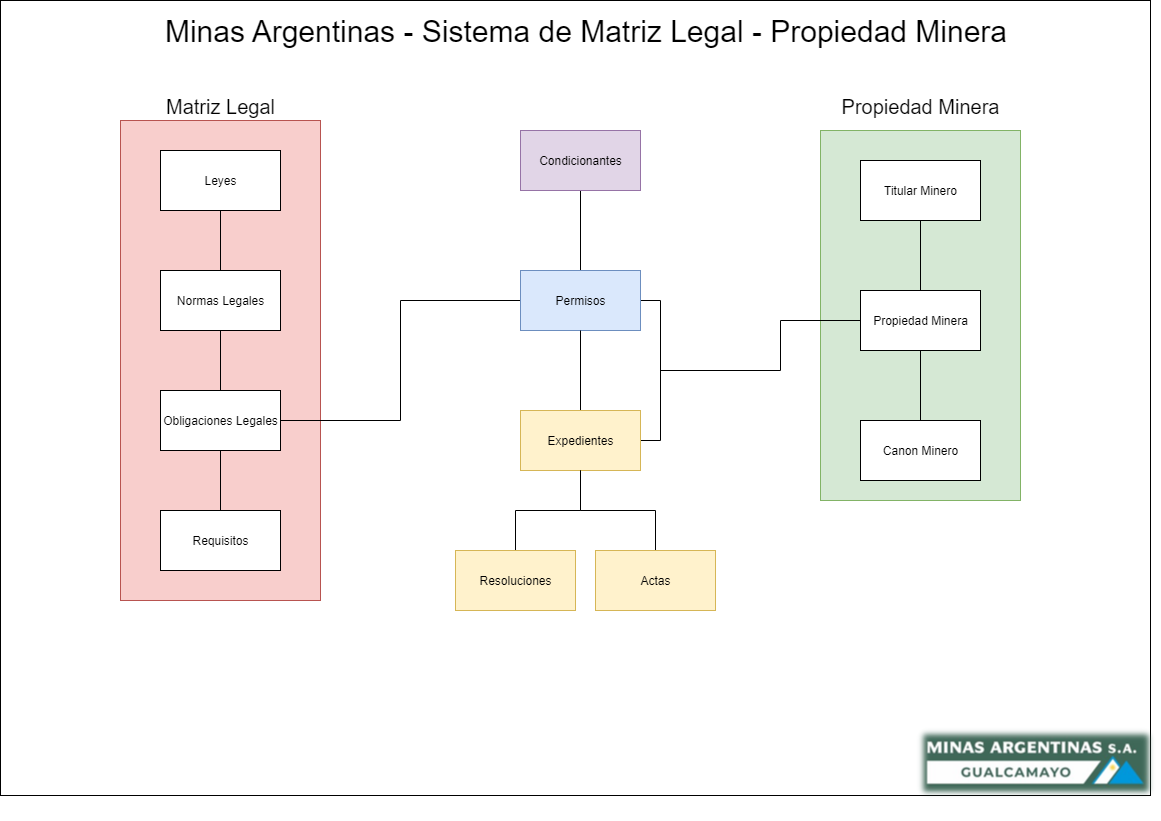 Minas Argentinas - Sistema de Matriz Legal - Propiedad Minera
Matriz Legal
Leyes
Normas Legales
Obligaciones Legales
Requisitos
Condicionantes
Permisos
Expedientes
Resoluciones
Actas
Propiedad Minera
Titular Minero
Propiedad Minera
Canon Minero
MINAS ARGENTINAS S.A.
GUALCAMAYO